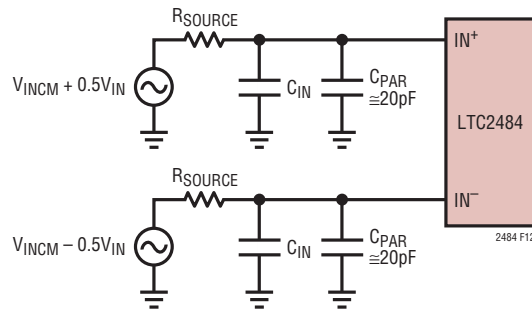 RSOURCE
VINCM + 0.5VIN
CIN
CPAR
≅20pF
IN+
LTC2484
RSOURCE
VINCM – 0.5VIN
CIN
CPAR
≅20pF
IN–
2484 F12